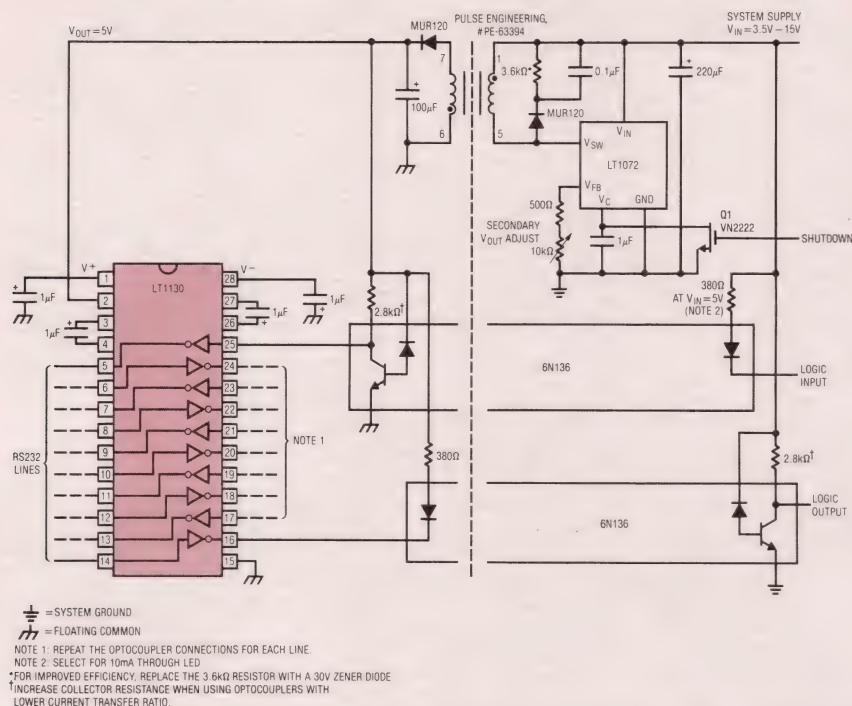 PULSE ENGINEERING,
#PE-63394
SYSTEM SUPPLY
VIN = 3.5V – 15V
VOUT = 5V
MUR120
7
6
1
5
100µF
+
3.6kΩ*
0.1µF
220µF
+
MUR120
VIN
VSW
LT1072
VFB
VC
GND
500Ω
SECONDARY
VOUT ADJUST
10kΩ
1µF
Q1
VN2222
SHUTDOWN
380Ω
AT VIN = 5V
(NOTE 2)
LOGIC
INPUT
6N136
2.8kΩ†
380Ω
2.8kΩ†
LOGIC
OUTPUT
6N136
V+
V–
LT1130
1µF
1µF
1µF
1µF
+
+
+
+
1
2
3
4
5
6
7
8
9
10
11
12
13
14
28
27
26
25
24
23
22
21
20
19
18
17
16
15
RS232
LINES
NOTE 1
=SYSTEM GROUND
=FLOATING COMMON
NOTE 1: REPEAT THE OPTOCOUPLER CONNECTIONS FOR EACH LINE.
NOTE 2: SELECT FOR 10mA THROUGH LED
*FOR IMPROVED EFFICIENCY, REPLACE THE 3.6kΩ RESISTOR WITH A 30V ZENER DIODE
†INCREASE COLLECTOR RESISTANCE WHEN USING OPTOCOUPLERS WITH
LOWER CURRENT TRANSFER RATIO.